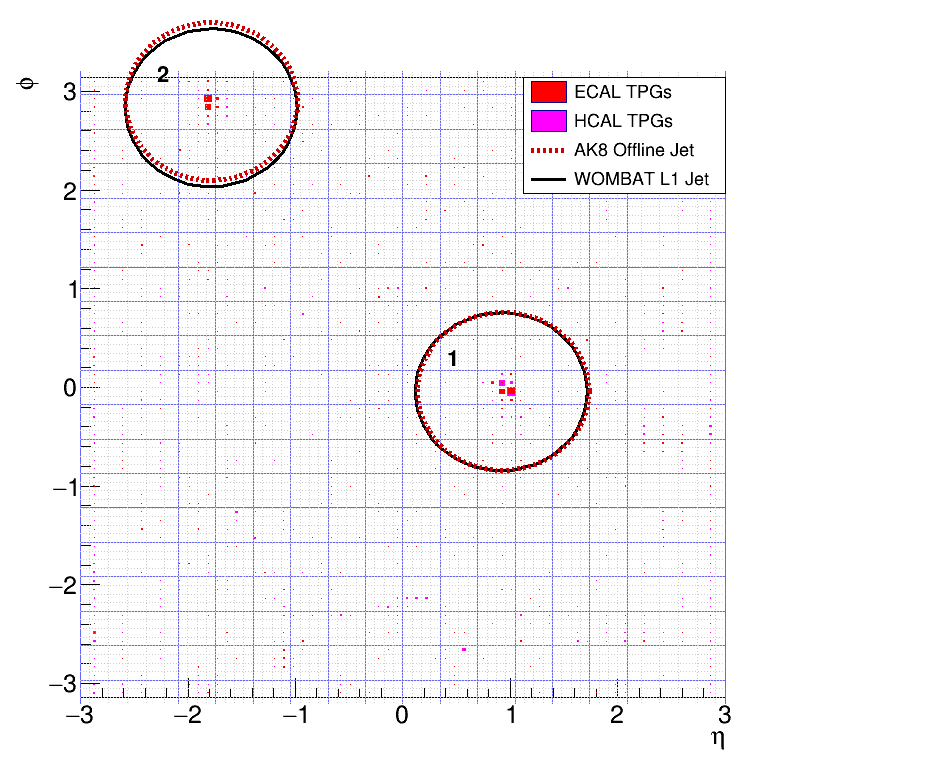 2
ϕ
3
ECAL TPGs
HCAL TPGs
AK8 Offline Jet
WOMBAT L1 Jet
2
1
1
0
−1
−2
−3
−3 −2 −1 0 1 2 3
η